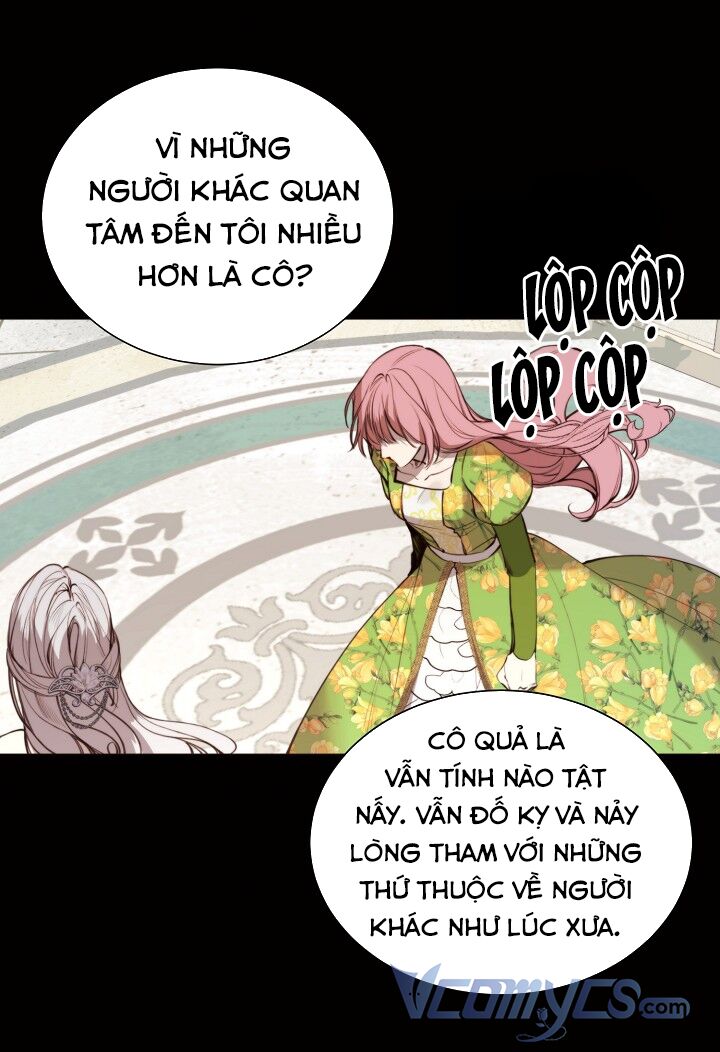 VÌ NHỮNG
NGƯỜI KHÁC QUAN
TÂM ĐẾN TÔI NHIỀU
HƠN LÀ CÔ?
LỘP CỘP
LỘP CỘP
CÔ QUẢ LÀ
VẪN TÍNH NÀO TẬT
NẤY. VẪN ĐỐ KỴ VÀ NẢY
LÒNG THAM VỚI NHỮNG
THỨ THUỘC VỀ NGƯỜI
KHÁC NHƯ LÚC XƯA.
VCOMYCS.com